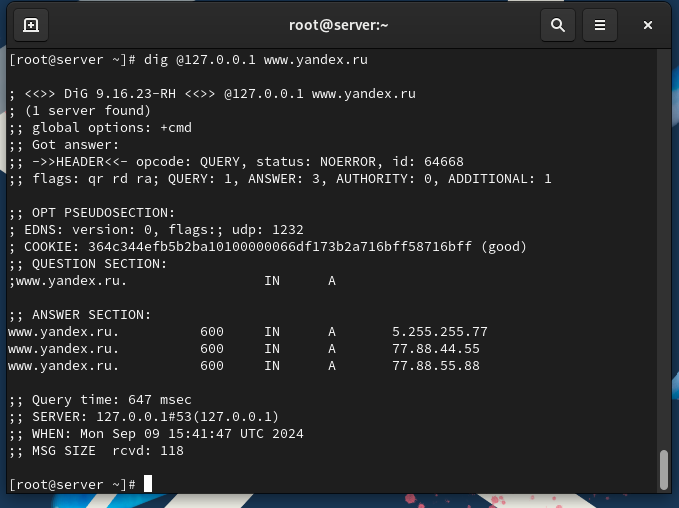 root@server:~
[root@server ~]# dig @127.0.0.1 www.yandex.ru
; <<>> DiG 9.16.23-RH <<>> @127.0.0.1 www.yandex.ru
; (1 server found)
;; global options: +cmd
;; Got answer:
;; ->>HEADER<<- opcode: QUERY, status: NOERROR, id: 64668
;; flags: qr rd ra; QUERY: 1, ANSWER: 3, AUTHORITY: 0, ADDITIONAL: 1
;; OPT PSEUDOSECTION:
; EDNS: version: 0, flags:; udp: 1232
; COOKIE: 364c344efb5b2ba10100000066df173b2a716bff58716bff (good)
;; QUESTION SECTION:
;www.yandex.ru. IN A
;; ANSWER SECTION:
www.yandex.ru. 600 IN A 5.255.255.77
www.yandex.ru. 600 IN A 77.88.44.55
www.yandex.ru. 600 IN A 77.88.55.88
;; Query time: 647 msec
;; SERVER: 127.0.0.1#53(127.0.0.1)
;; WHEN: Mon Sep 09 15:41:47 UTC 2024
;; MSG SIZE rcvd: 118
[root@server ~]#